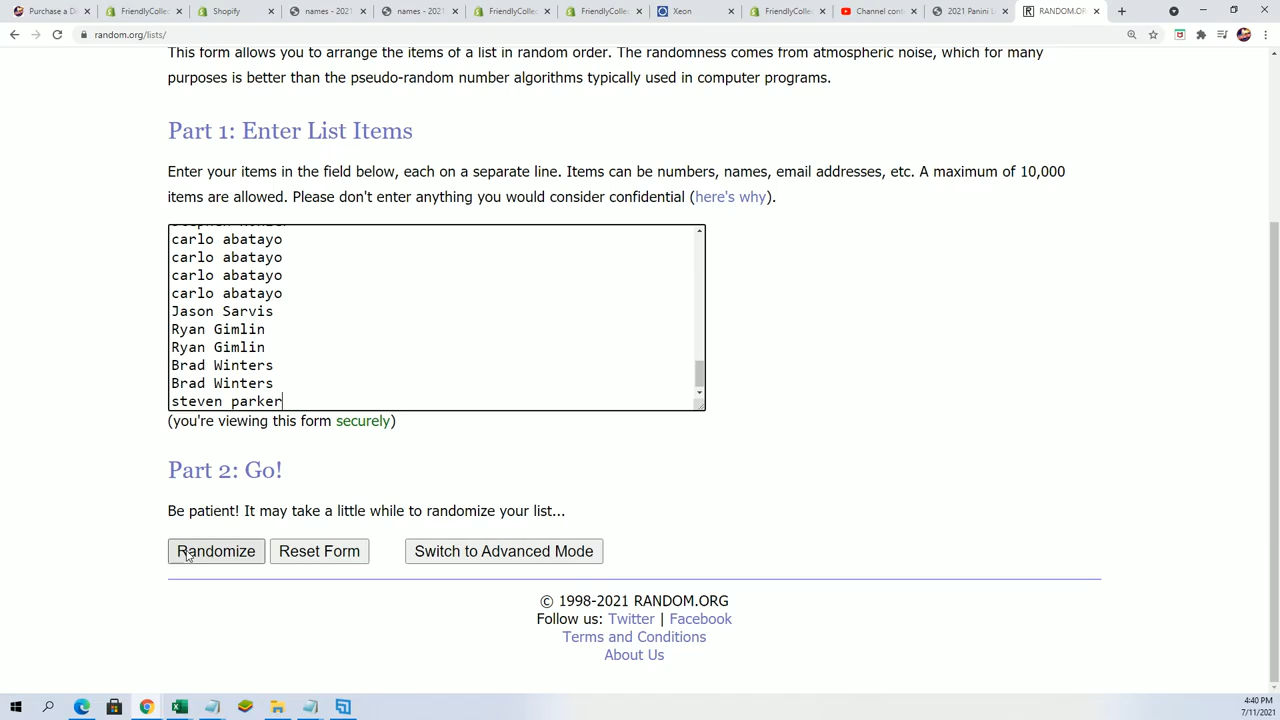 Purchase a D
FriendlyCollec
Shopify
names - 2021
names - 2021
FriendlyCollec
FriendlyCollec
Xeon
FriendlyCollec
Channel cont
2021 Panini L
RANDOM.OR
random.org/lists/
This form allows you to arrange the items of a list in random order. The randomness comes from atmospheric noise, which for many
purposes is better than the pseudo-random number algorithms typically used in computer programs.
Part 1: Enter List Items
Enter your items in the field below, each on a separate line. Items can be numbers, names, email addresses, etc. A maximum of 10,000
items are allowed. Please don't enter anything you would consider confidential (here's why).
carlo abatayo
carlo abatayo
carlo abatayo
carlo abatayo
Jason Sarvis
Ryan Gimlin
Ryan Gimlin
Brad Winters
Brad Winters
steven parker
(you're viewing this form securely)
Part 2: Go!
Be patient! It may take a little while to randomize your list...
Randomize Reset Form Switch to Advanced Mode
© 1998-2021 RANDOM.ORG
Follow us: Twitter | Facebook
Terms and Conditions
About Us
4:40 PM
7/11/2021